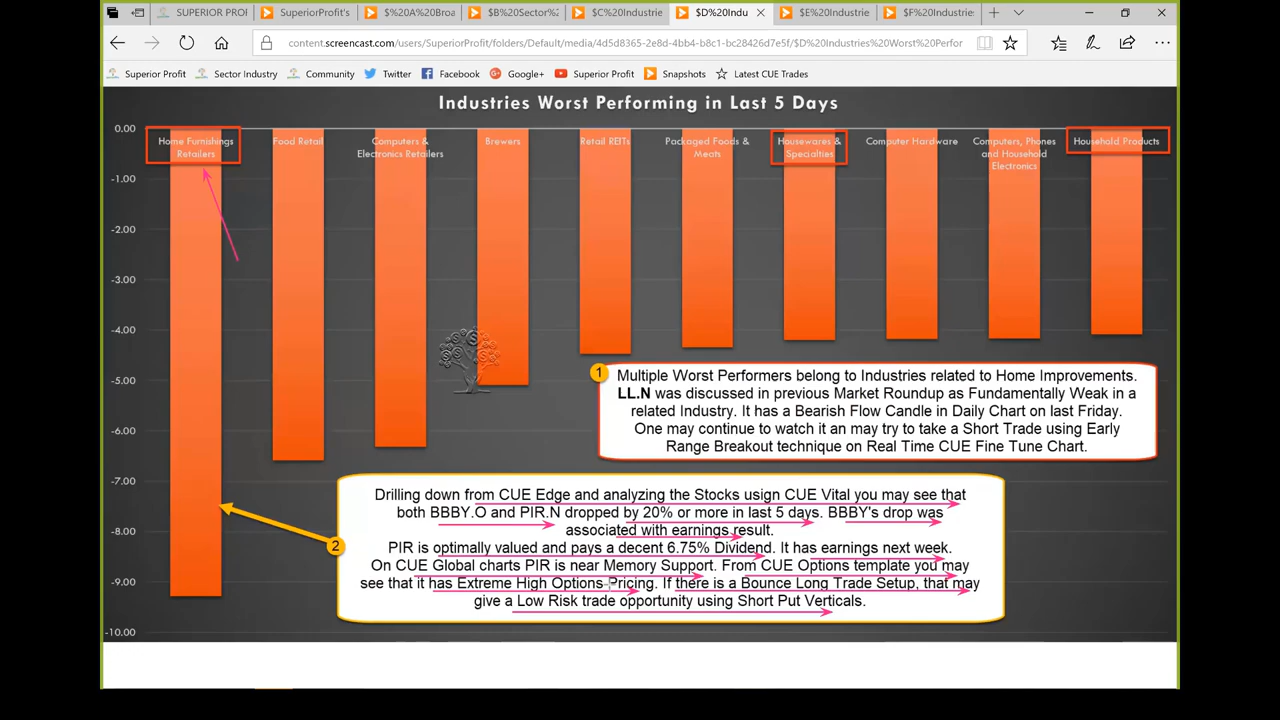 SUPERIOR PROF
SuperiorProfit's
$%20A%20Broa
$B%20Sector%
$C%20Industrie
$D%20Indu
$E%20Industrie
$F%20Industries
content.screencast.com/users/SuperiorProfit/folders/Default/media/4d5d8365-2e8d-4bb4-b8c1-bc28426d7e5f/$D%20Industries%20Worst%20Perfor
Superior Profit
Sector Industry
Community
Twitter
Facebook
Google+
Superior Profit
Snapshots
Latest CUE Trades
Industries Worst Performing in Last 5 Days
0.00
-1.00
-2.00
-3.00
-4.00
-5.00
-6.00
-7.00
-8.00
-9.00
-10.00
Home Furnishings
Retailers
Food Retail
Computers &
Electronics Retailers
Brewers
Retail REITs
Packaged Foods &
Meats
Housewares &
Specialties
Computer Hardware
Computers, Phones
and Household
Electronics
Household Products
1
Multiple Worst Performers belong to Industries related to Home Improvements.
LL.N was discussed in previous Market Roundup as Fundamentally Weak in a
related Industry. It has a Bearish Flow Candle in Daily Chart on last Friday.
One may continue to watch it an may try to take a Short Trade using Early
Range Breakout technique on Real Time CUE Fine Tune Chart.
2
Drilling down from CUE Edge and analyzing the Stocks usign CUE Vital you may see that
both BBBY.O and PIR.N dropped by 20% or more in last 5 days. BBBY's drop was
associated with earnings result.
PIR is optimally valued and pays a decent 6.75% Dividend. It has earnings next week.
On CUE Global charts PIR is near Memory Support. From CUE Options template you may
see that it has Extreme High Options Pricing. If there is a Bounce Long Trade Setup, that may
give a Low Risk trade opportunity using Short Put Verticals.